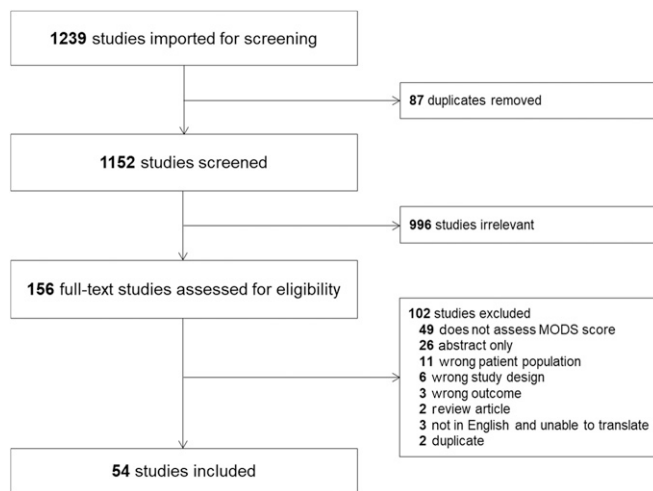 1239 studies imported for screening
87 duplicates removed
1152 studies screened
996 studies irrelevant
156 full-text studies assessed for eligibility
102 studies excluded
49 does not assess MODS score
26 abstract only
11 wrong patient population
6 wrong study design
3 wrong outcome
2 review article
3 not in English and unable to translate
2 duplicate
54 studies included